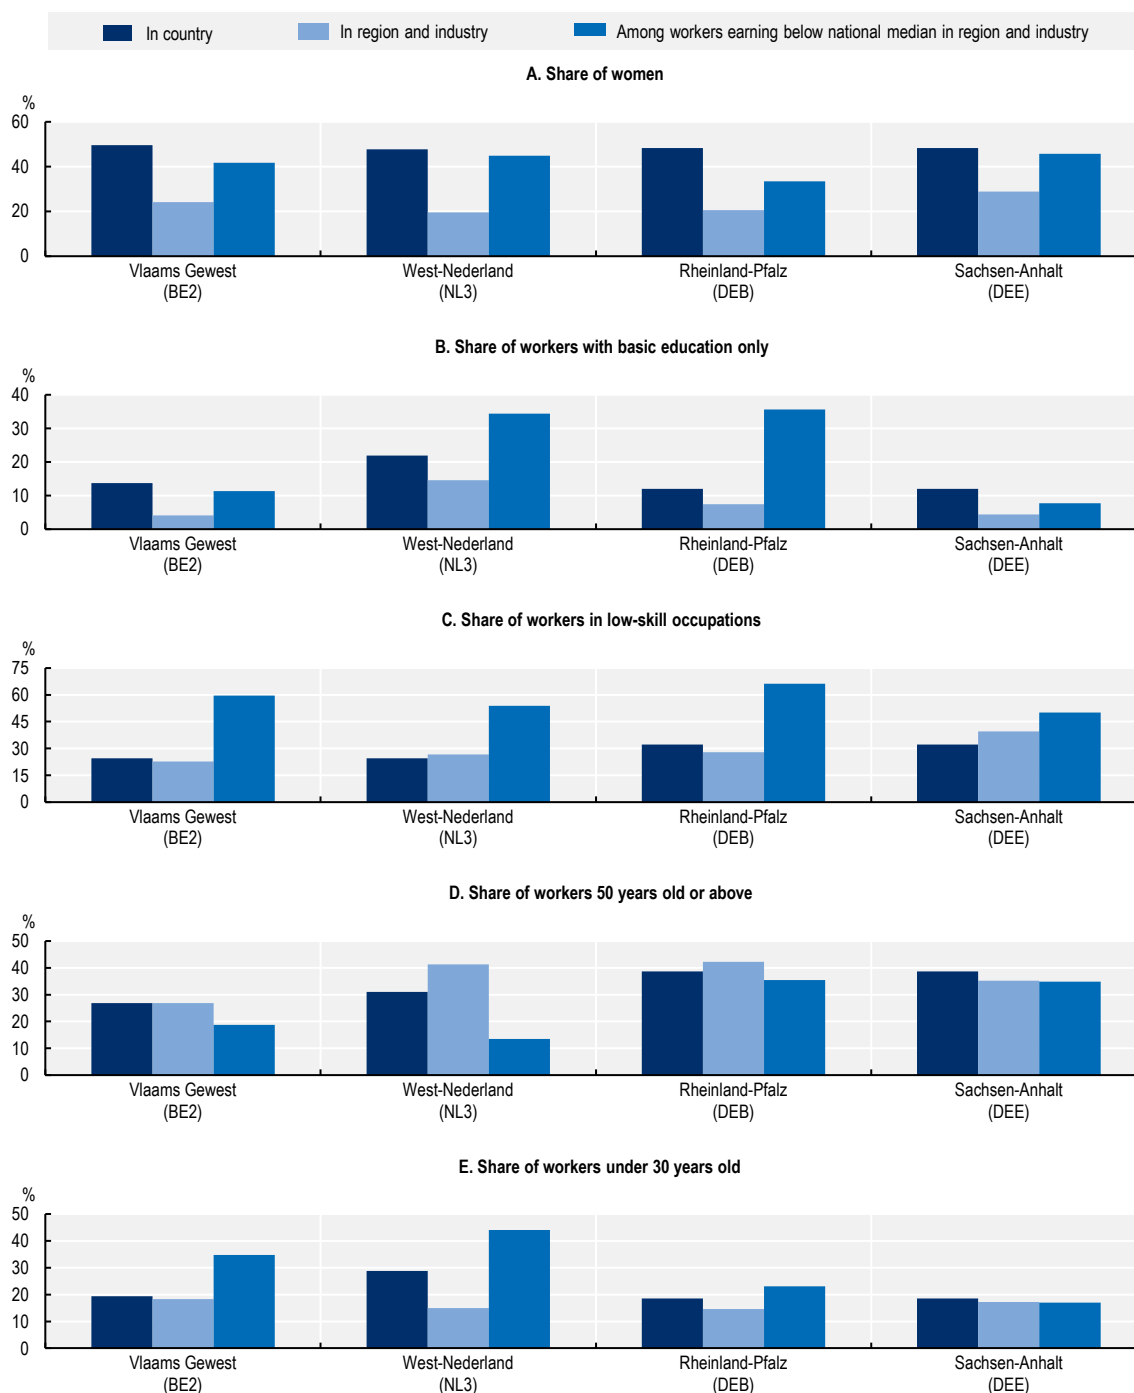 In country
In region and industry
Among workers earning below national median in region and industry
A. Share of women
%
60
40
20
0
Vlaams Gewest
(BE2)
West-Nederland
(NL3)
Rheinland-Pfalz
(DEB)
Sachsen-Anhalt
(DEE)
B. Share of workers with basic education only
%
40
30
20
10
0
Vlaams Gewest
(BE2)
West-Nederland
(NL3)
Rheinland-Pfalz
(DEB)
Sachsen-Anhalt
(DEE)
C. Share of workers in low-skill occupations
%
75
60
45
30
15
0
Vlaams Gewest
(BE2)
West-Nederland
(NL3)
Rheinland-Pfalz
(DEB)
Sachsen-Anhalt
(DEE)
D. Share of workers 50 years old or above
%
50
40
30
20
10
0
Vlaams Gewest
(BE2)
West-Nederland
(NL3)
Rheinland-Pfalz
(DEB)
Sachsen-Anhalt
(DEE)
E. Share of workers under 30 years old
%
50
40
30
20
10
0
Vlaams Gewest
(BE2)
West-Nederland
(NL3)
Rheinland-Pfalz
(DEB)
Sachsen-Anhalt
(DEE)